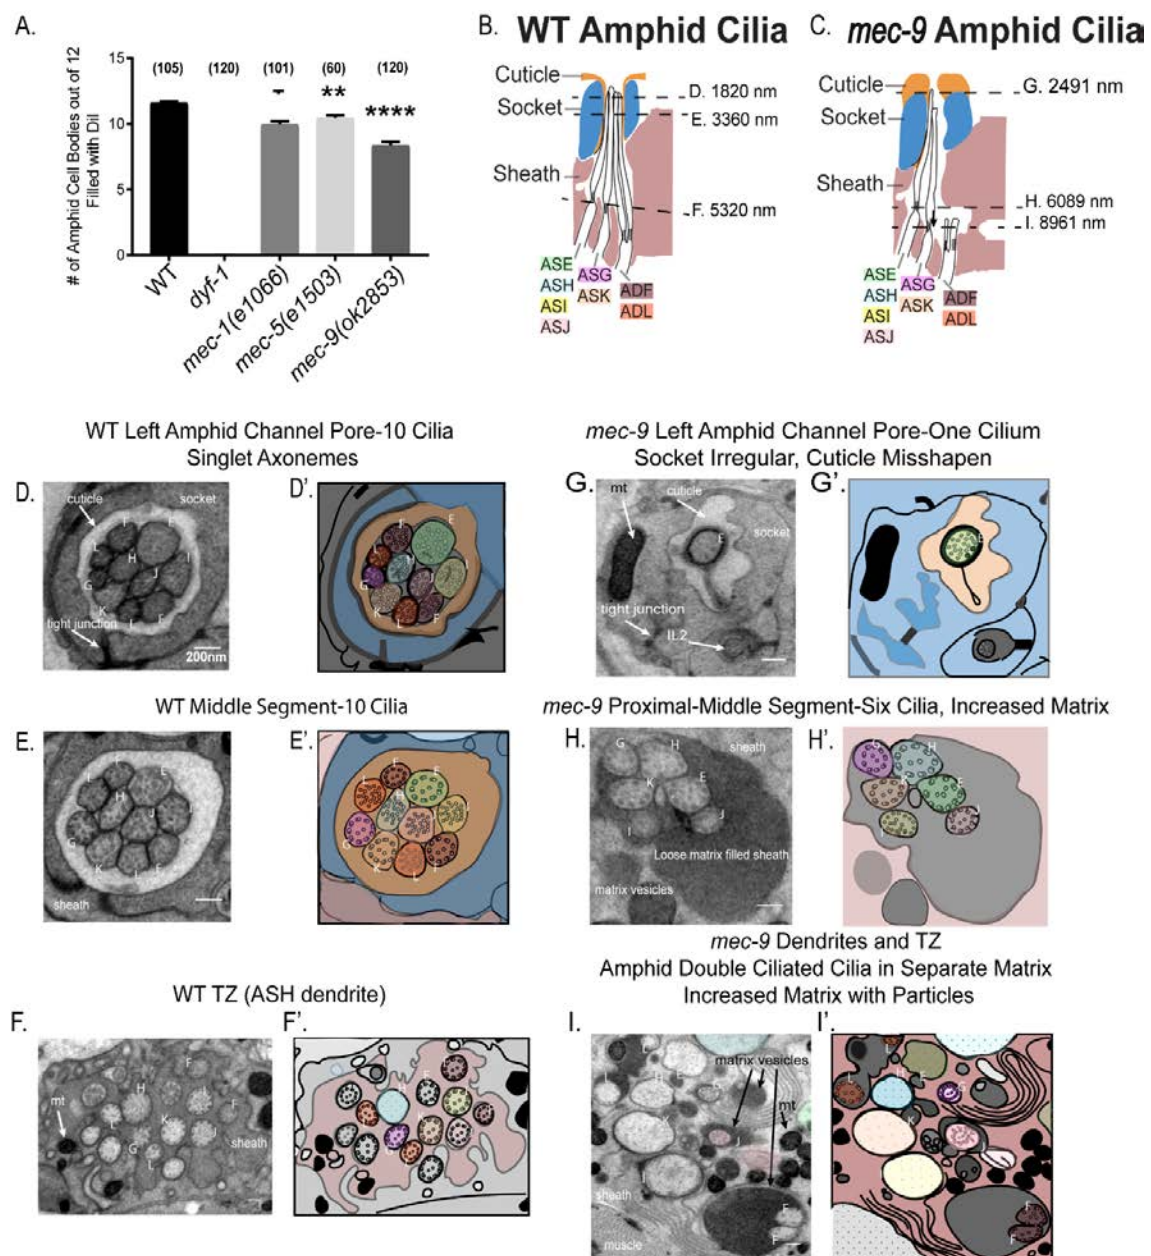 A.
# of Amphid Cell Bodies out of 12
Filled with DiI
15
10
5
0
(105) (120) (101) (60) (120)
** ****
WT
dyf-1
mec-1(e1066)
mec-5(e1503)
mec-9(ok2853)
B. WT Amphid Cilia
Cuticle
Socket
Sheath
D. 1820 nm
E. 3360 nm
F. 5320 nm
ASE ASG
ASH ASK ADF
ASI ADL
ASJ
C. mec-9 Amphid Cilia
Cuticle
Socket
Sheath
G. 2491 nm
H. 6089 nm
I. 8961 nm
ASE ASG
ASH ASK ADF
ASI ADL
ASJ
WT Left Amphid Channel Pore-10 Cilia
Singlet Axonemes
D.
cuticle
socket
F E
L H I
G J
K L F
tight junction
200nm
D'.
F E
L H I
J
K L F
mec-9 Left Amphid Channel Pore-One Cilium
Socket Irregular, Cuticle Misshapen
G.
mt
cuticle
E
socket
tight junction
IL2
G'.
E
WT Middle Segment-10 Cilia
E.
H
G J
K F
sheath
E'.
G
K L F
mec-9 Proximal-Middle Segment-Six Cilia, Increased Matrix
H.
G H sheath
K E
I J
Loose matrix filled sheath
matrix vesicles
H'.
G H
K E
J
mec-9 Dendrites and TZ
Amphid Double Ciliated Cilia in Separate Matrix
Increased Matrix with Particles
WT TZ (ASH dendrite)
F.
F
H
mt L K F
G J sheath
L
F'.
H
K
G
I.
matrix vesicles
H
mt
K
J
I
sheath
F
muscle F
I'.
L H G
K
F
F